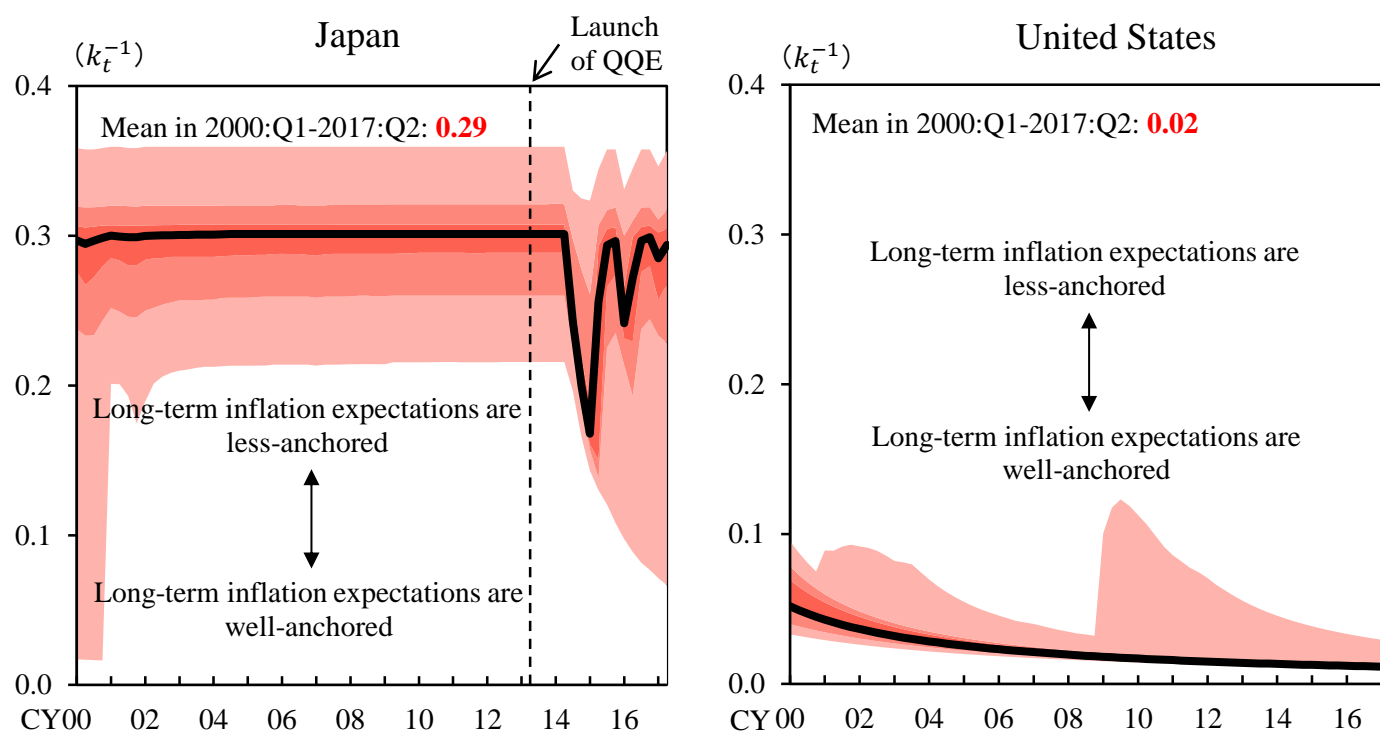 Japan
Launch
of QQE
(k_t^{-1})
0.4
Mean in 2000:Q1-2017:Q2: 0.29
0.3
0.2
Long-term inflation expectations are
less-anchored
0.1
Long-term inflation expectations are
well-anchored
0.0
CY00 02 04 06 08 10 12 14 16
United States
(k_t^{-1})
0.4
Mean in 2000:Q1-2017:Q2: 0.02
0.3
Long-term inflation expectations are
less-anchored
0.2
Long-term inflation expectations are
well-anchored
0.1
0.0
CY00 02 04 06 08 10 12 14 16